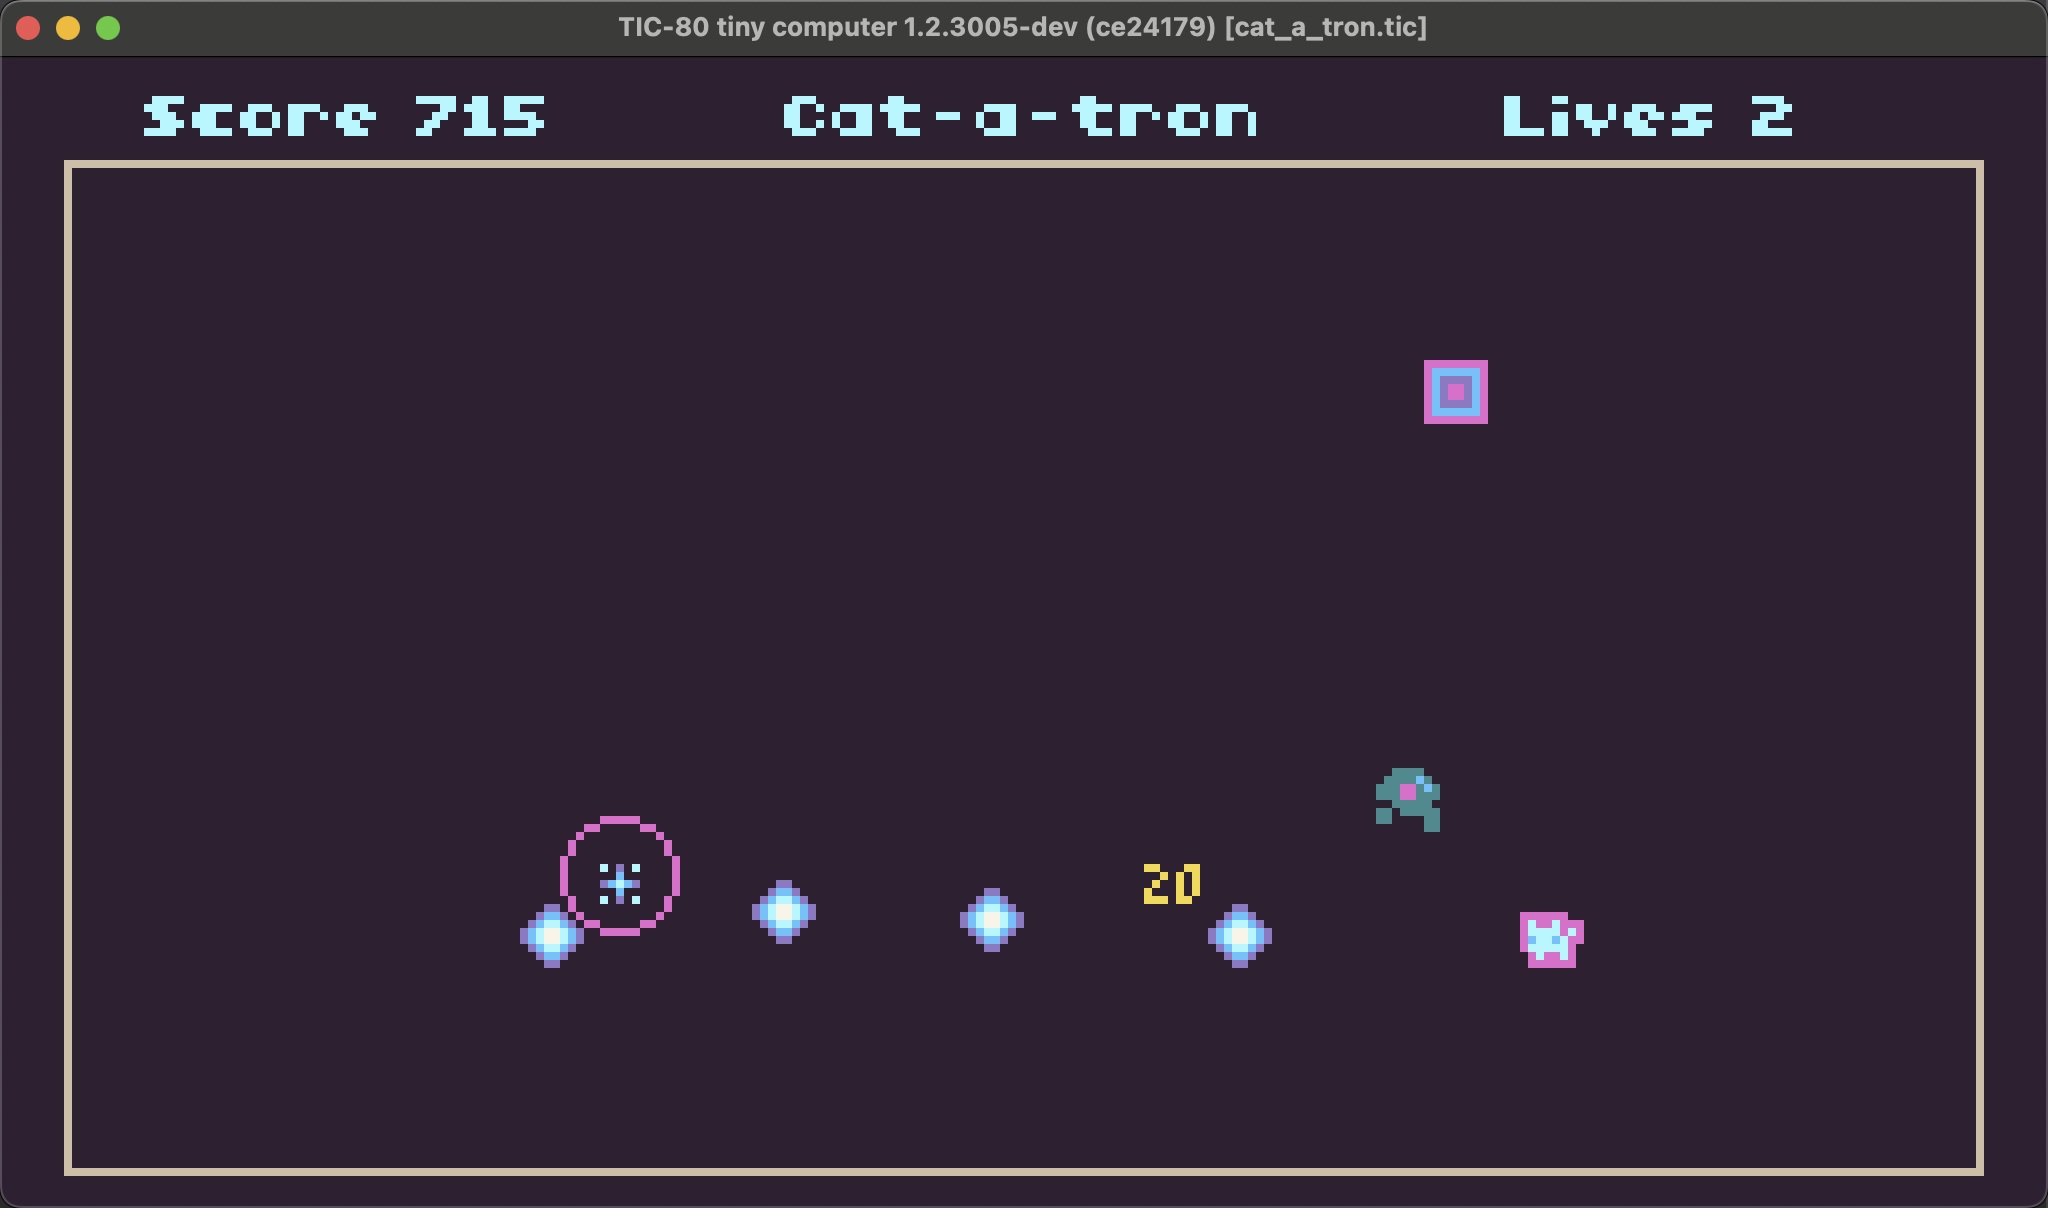 TIC-80 tiny computer 1.2.3005-dev (ce24179) [cat_a_tron.tic]
Score 715 Cat-a-tron Lives 2
20